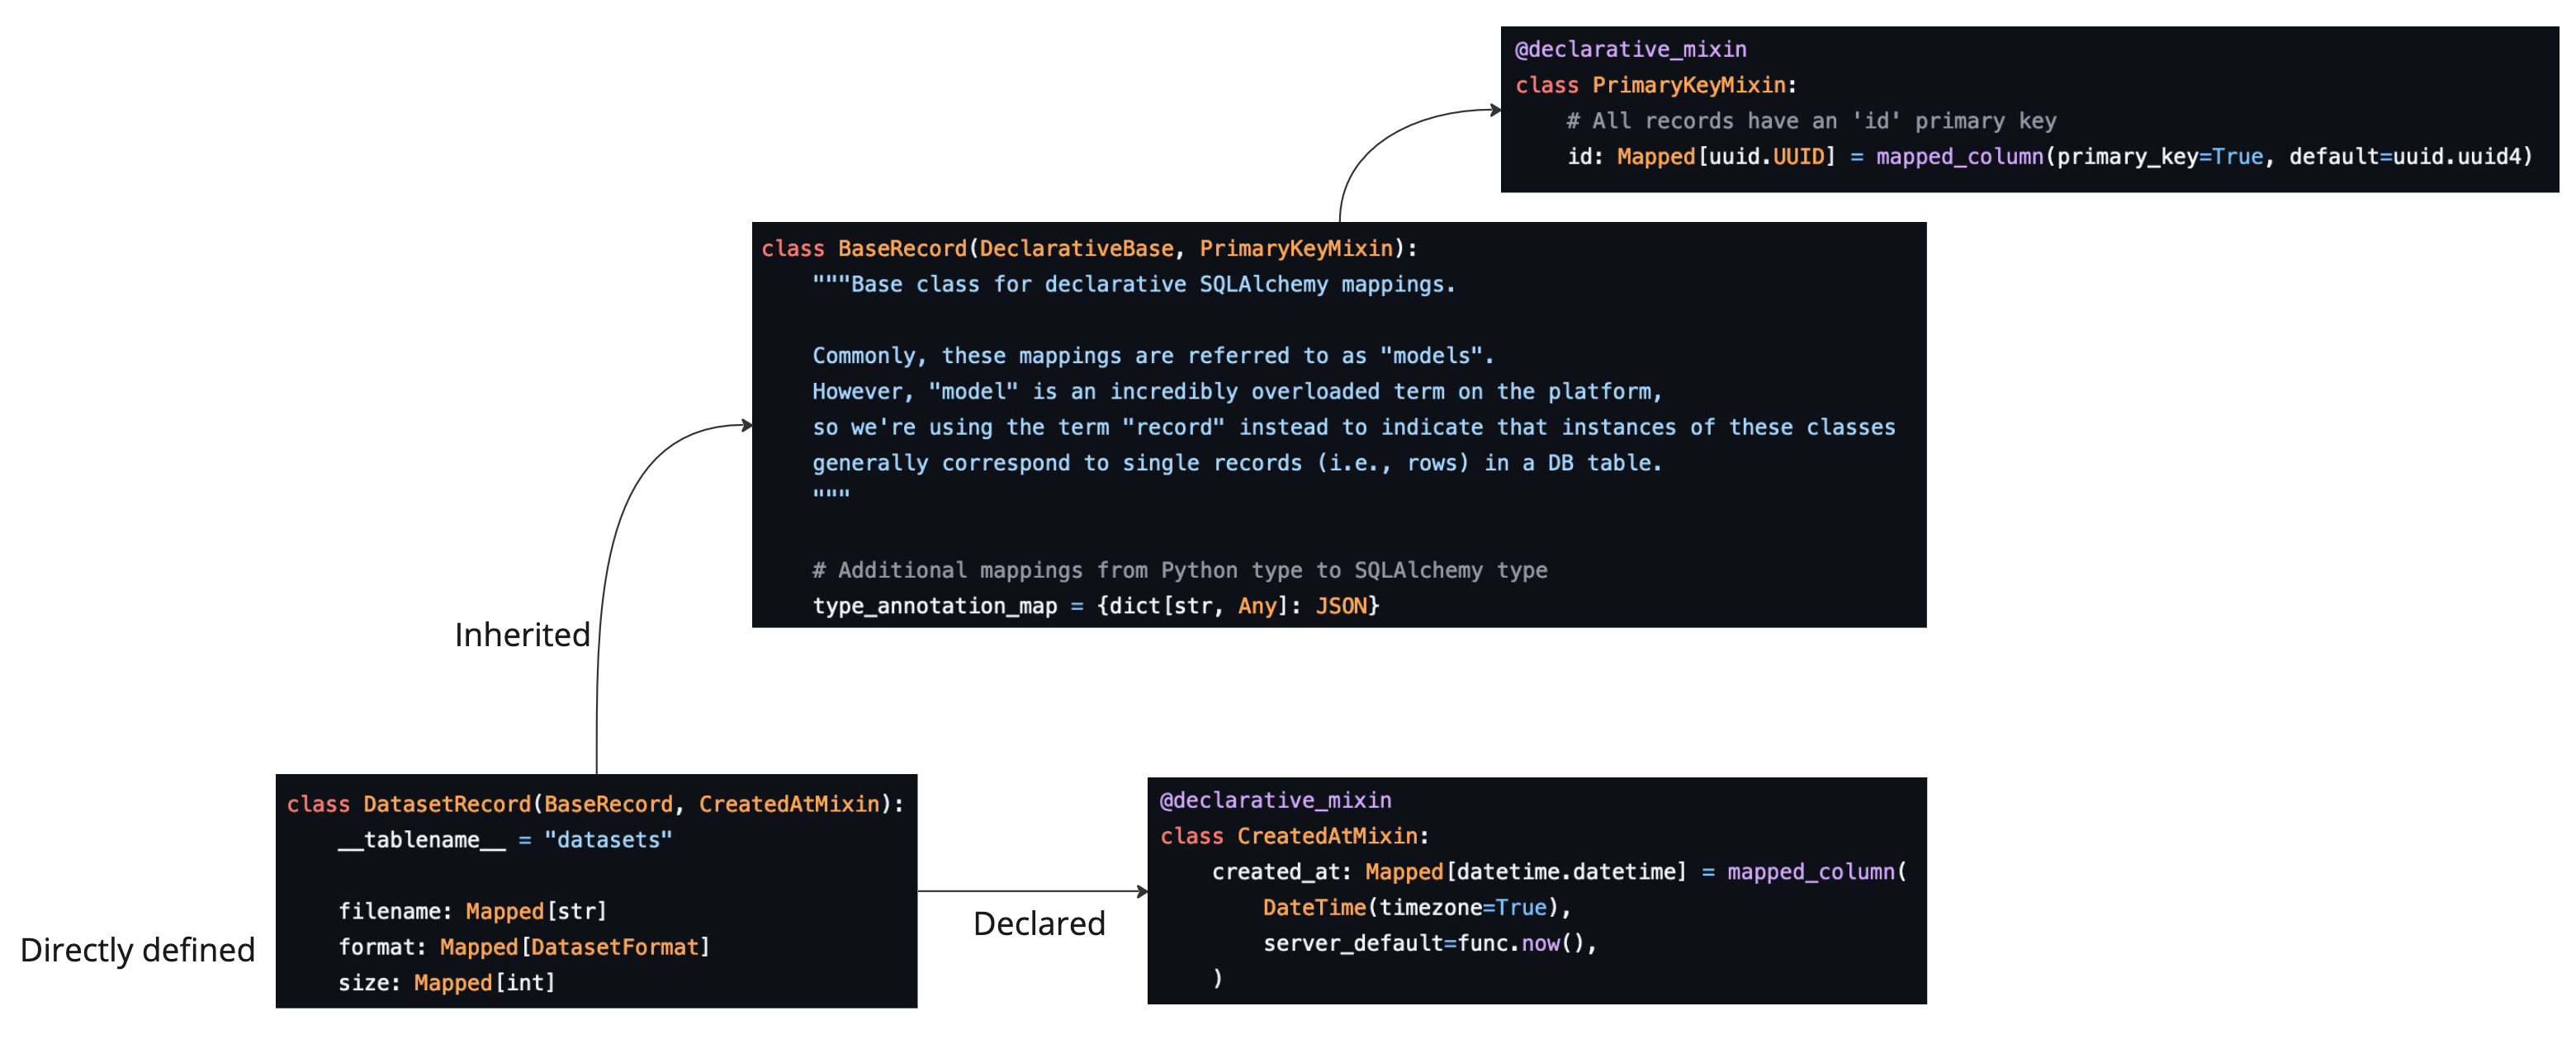 @declarative_mixin
class PrimaryKeyMixin:
    # All records have an 'id' primary key
    id: Mapped[uuid.UUID] = mapped_column(primary_key=True, default=uuid.uuid4)
class BaseRecord(DeclarativeBase, PrimaryKeyMixin):
    """Base class for declarative SQLAlchemy mappings.
    Commonly, these mappings are referred to as "models".
    However, "model" is an incredibly overloaded term on the platform,
    so we're using the term "record" instead to indicate that instances of these classes
    generally correspond to single records (i.e., rows) in a DB table.
    """
    # Additional mappings from Python type to SQLAlchemy type
    type_annotation_map = {dict[str, Any]: JSON}
Inherited
class DatasetRecord(BaseRecord, CreatedAtMixin):
    __tablename__ = "datasets"
    filename: Mapped[str]
    format: Mapped[DatasetFormat]
    size: Mapped[int]
Directly defined
Declared
@declarative_mixin
class CreatedAtMixin:
    created_at: Mapped[datetime.datetime] = mapped_column(
        DateTime(timezone=True),
        server_default=func.now(),
    )